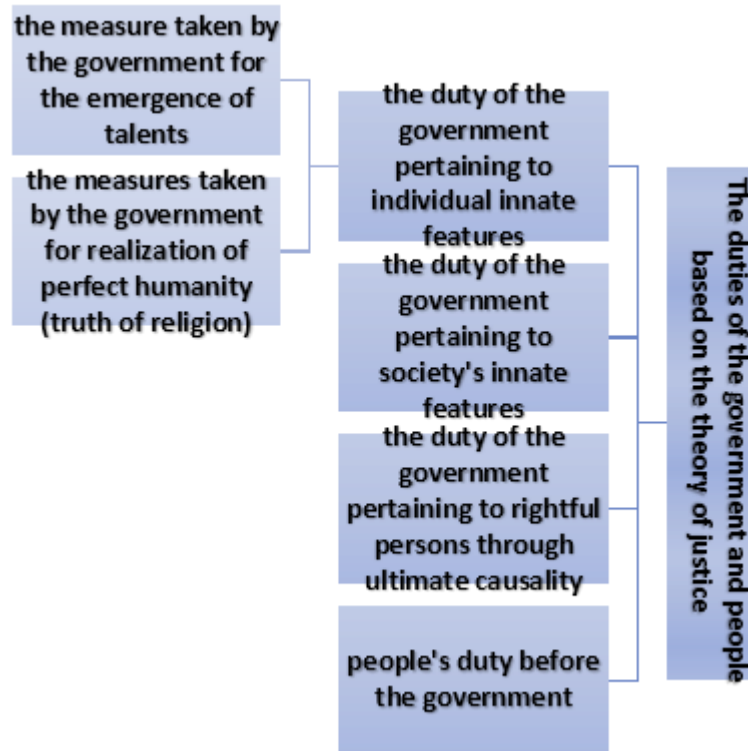 the measure taken by
the government for
the emergence of
talents
the measures taken
by the government
for realization of
perfect humanity
(truth of religion)
the duty of the
government
pertaining to
individual innate
features
the duty of the
government
pertaining to
society's innate
features
the duty of the
government
pertaining to rightful
persons through
ultimate causality
people's duty before
the government
The duties of the government and people
based on the theory of justice